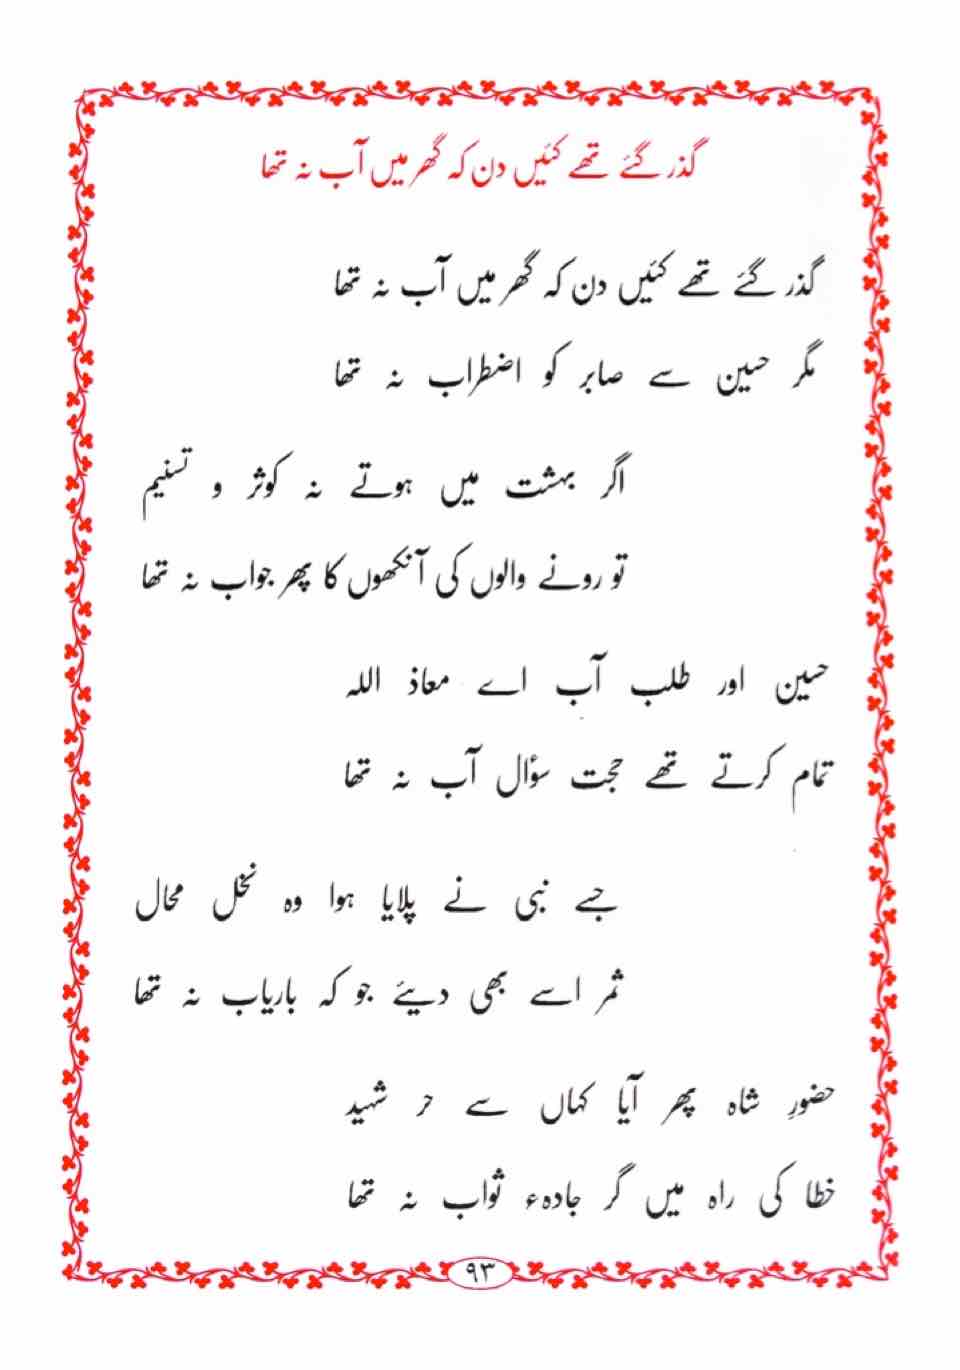 گذر گئے تھے کئیں دن کہ گھر میں آب نہ تھا
گذر گئے تھے کئیں دن کہ گھر میں آب نہ تھا
مگر حسین سے صابر کو اضطراب نہ تھا
اگر بہشت میں ہوتے نہ کوثر و تسنیم
تو رونے والوں کی آنکھوں کا پھر جواب نہ تھا
حسین اور طلب آب اے معاذ اللہ
تمام کرتے تھے حجت سؤال آب نہ تھا
جسے نبی نے پلایا ہوا وہ نخل محال
ثمر اسے بھی دیئے جو کہ باریاب نہ تھا
حضورِ شاہ پھر آیا کہاں سے حر شہید
خطا کی راہ میں گر جادہء ثواب نہ تھا
۹۳